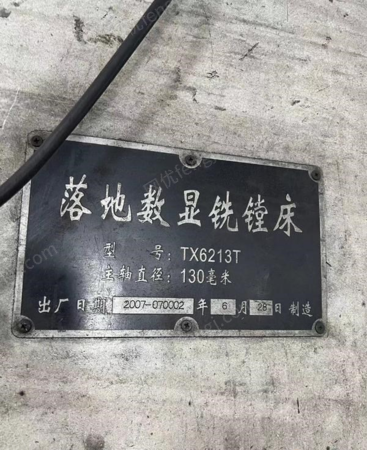 落地数显铣镗床
型 号:TX6213T
主轴直径:130毫米
出厂日期 2007-070002 年 6 月 28 日 制造